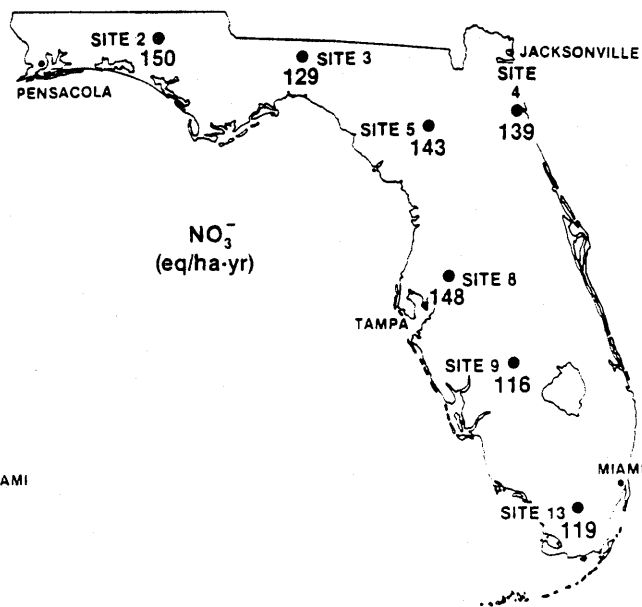 SITE 2
150
PENSACOLA
SITE 3
129
JACKSONVILLE
SITE
4
139
SITE 5
143
NO₃⁻
(eq/ha·yr)
SITE 8
148
TAMPA
SITE 9
116
AMI
MIAMI
SITE 13
119